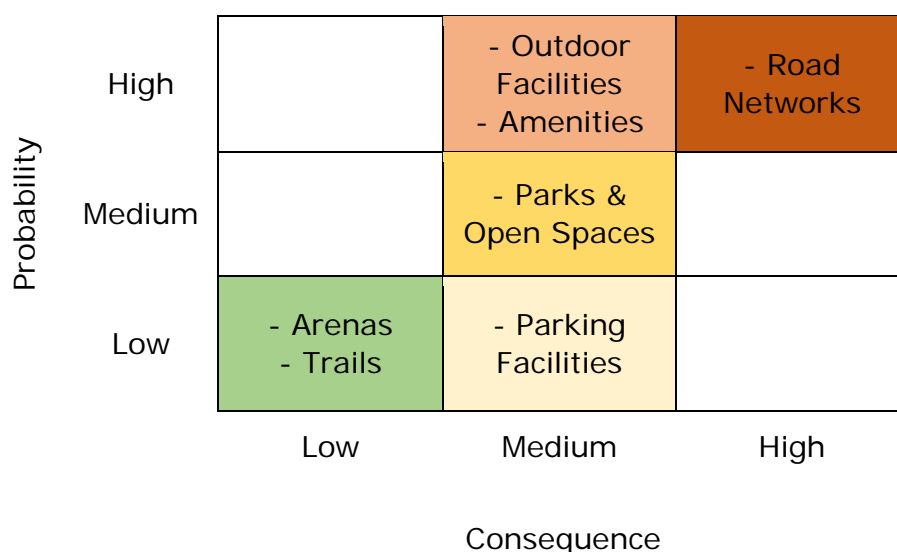 - Outdoor
Facilities
- Amenities
- Road
Networks
High
- Parks &
Open Spaces
Medium
Probability
- Arenas
- Trails
- Parking
Facilities
Low
Low
Medium
High
Consequence